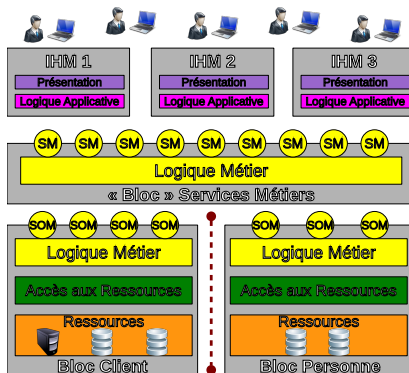 IHM 1 IHM 2 IHM 3
Présentation Présentation Présentation
Logique Applicative Logique Applicative Logique Applicative
SM SM SM SM SM SM SM SM SM
Logique Métier
« Bloc » Services Métiers
SOM SOM SOM SOM SOM SOM SOM
Logique Métier Logique Métier
Accès aux Ressources Accès aux Ressources
Ressources Ressources
Bloc Client Bloc Personne